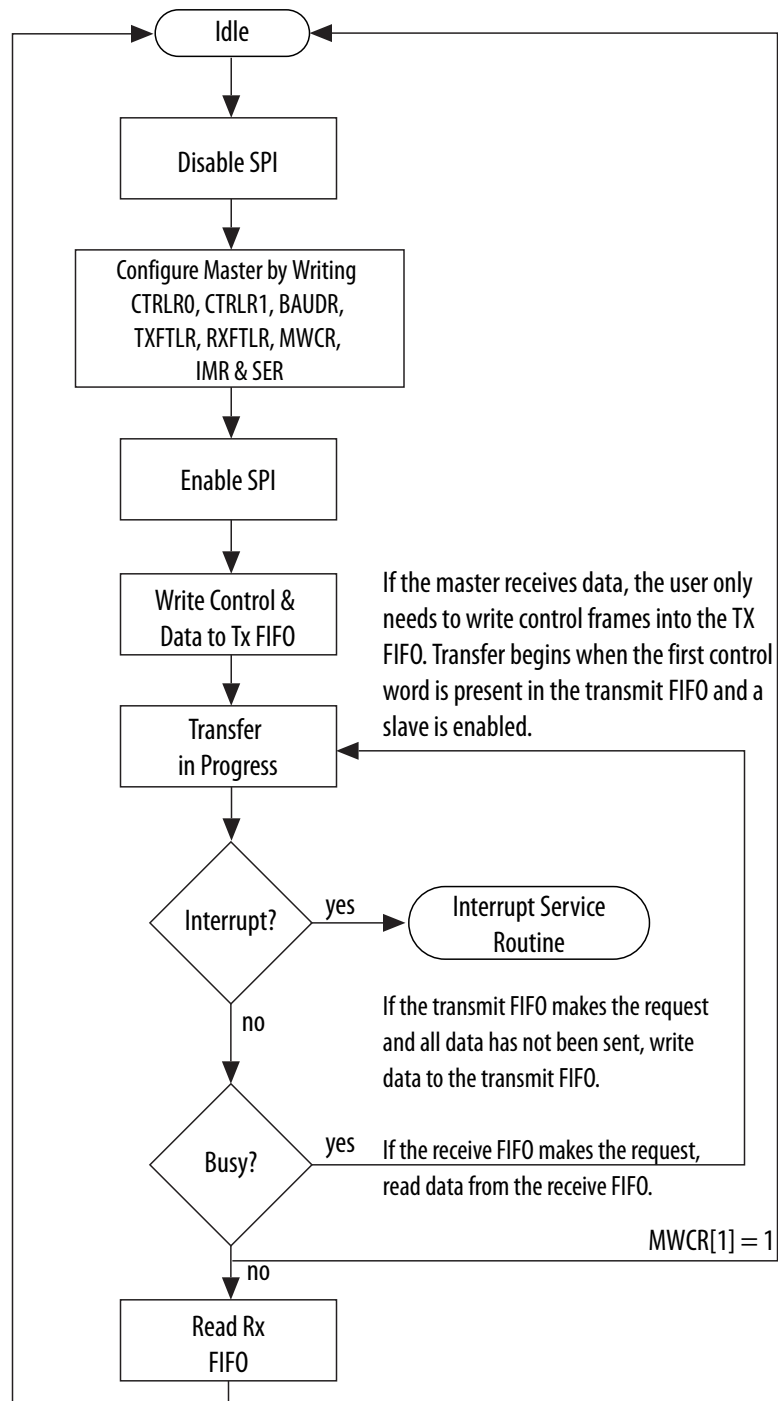 Idle
Disable SPI
Configure Master by Writing
CTRLR0, CTRLR1, BAUDR,
TXFTLR, RXFTLR, MWCR,
IMR & SER
Enable SPI
Write Control &
Data to Tx FIFO
If the master receives data, the user only
needs to write control frames into the TX
FIFO. Transfer begins when the first control
word is present in the transmit FIFO and a
slave is enabled.
Transfer
in Progress
Interrupt?
yes
Interrupt Service
Routine
no
If the transmit FIFO makes the request
and all data has not been sent, write
data to the transmit FIFO.
Busy?
yes
If the receive FIFO makes the request,
read data from the receive FIFO.
MWCR[1] = 1
no
Read Rx
FIFO